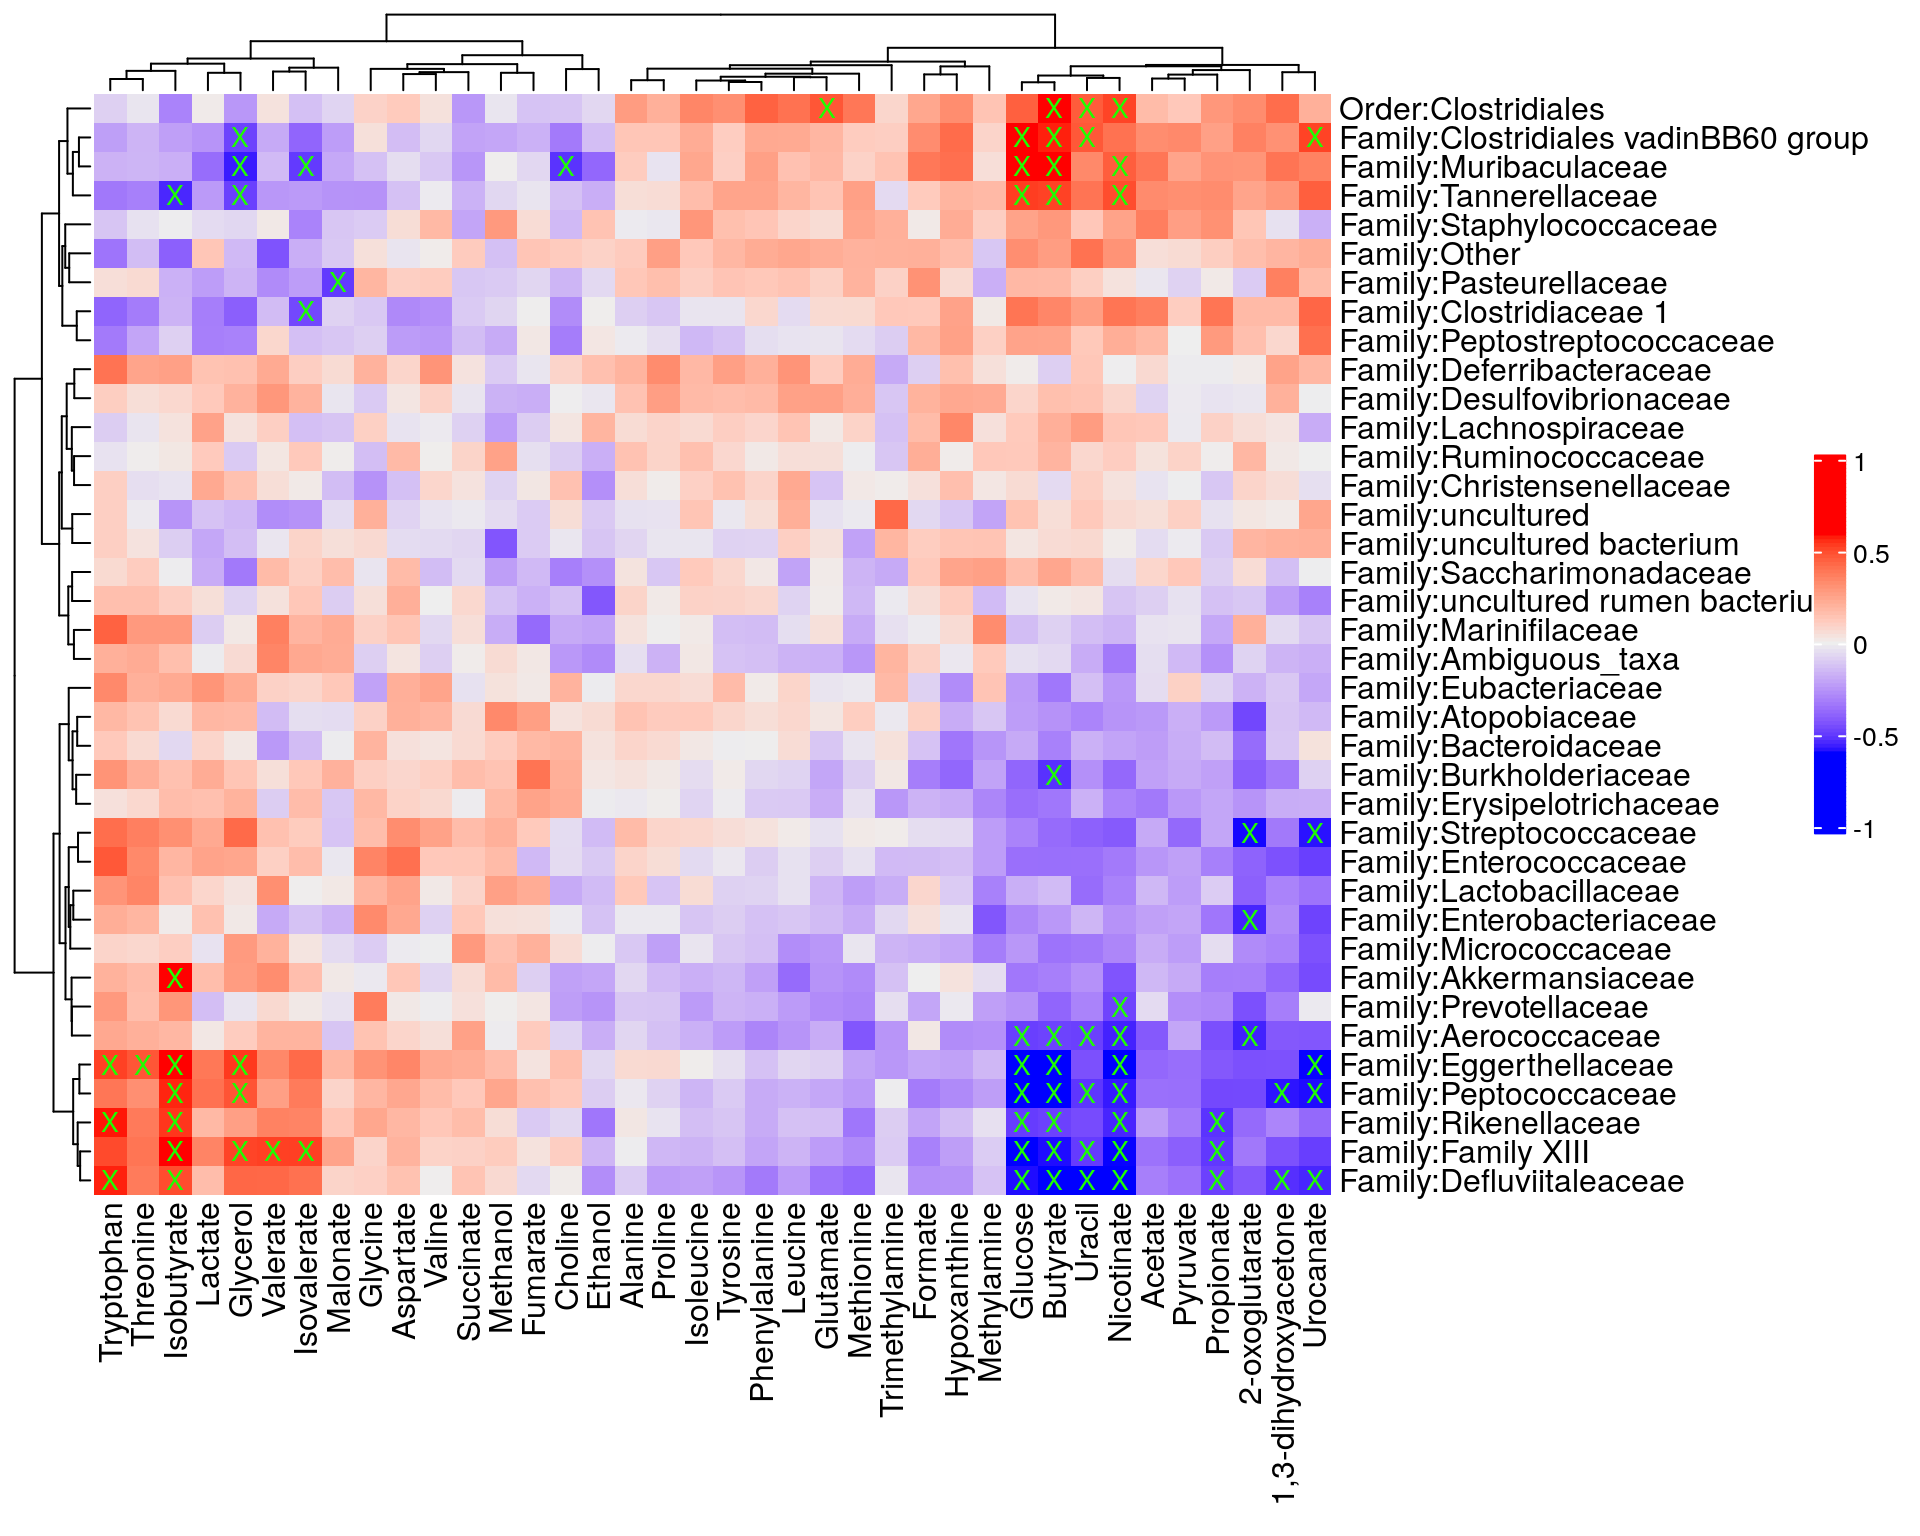 Order:Clostridiales
Family:Clostridiales vadinBB60 group
Family:Muribaculaceae
Family:Tannerellaceae
Family:Staphylococcaceae
Family:Other
Family:Pasteurellaceae
Family:Clostridiaceae 1
Family:Peptostreptococcaceae
Family:Deferribacteraceae
Family:Desulfovibrionaceae
Family:Lachnospiraceae
Family:Ruminococcaceae
Family:Christensenellaceae
Family:uncultured
Family:uncultured bacterium
Family:Saccharimonadaceae
Family:uncultured rumen bacteriu
Family:Marinifilaceae
Family:Ambiguous_taxa
Family:Eubacteriaceae
Family:Atopobiaceae
Family:Bacteroidaceae
Family:Burkholderiaceae
Family:Erysipelotrichaceae
Family:Streptococcaceae
Family:Enterococcaceae
Family:Lactobacillaceae
Family:Enterobacteriaceae
Family:Micrococcaceae
Family:Akkermansiaceae
Family:Prevotellaceae
Family:Aerococcaceae
Family:Eggerthellaceae
Family:Peptococcaceae
Family:Rikenellaceae
Family:Family XIII
Family:Defluviitaleaceae
1
0.5
0
-0.5
-1
Tryptophan
Threonine
Isobutyrate
Lactate
Glycerol
Valerate
Isovalerate
Malonate
Glycine
Aspartate
Valine
Succinate
Methanol
Fumarate
Choline
Ethanol
Alanine
Proline
Isoleucine
Tyrosine
Phenylalanine
Leucine
Glutamate
Methionine
Trimethylamine
Formate
Hypoxanthine
Methylamine
Glucose
Butyrate
Uracil
Nicotinate
Acetate
Pyruvate
Propionate
2-oxoglutarate
1,3-dihydroxyacetone
Urocanate
X X X X
X X X X X
X X X X X X
X X X X X
X
X
X
X X
X
X
X
X X X X X
X X X X X X X X
X X X X X X X X
X X X X X X
X X X X X X X X X
X X X X X X X X X